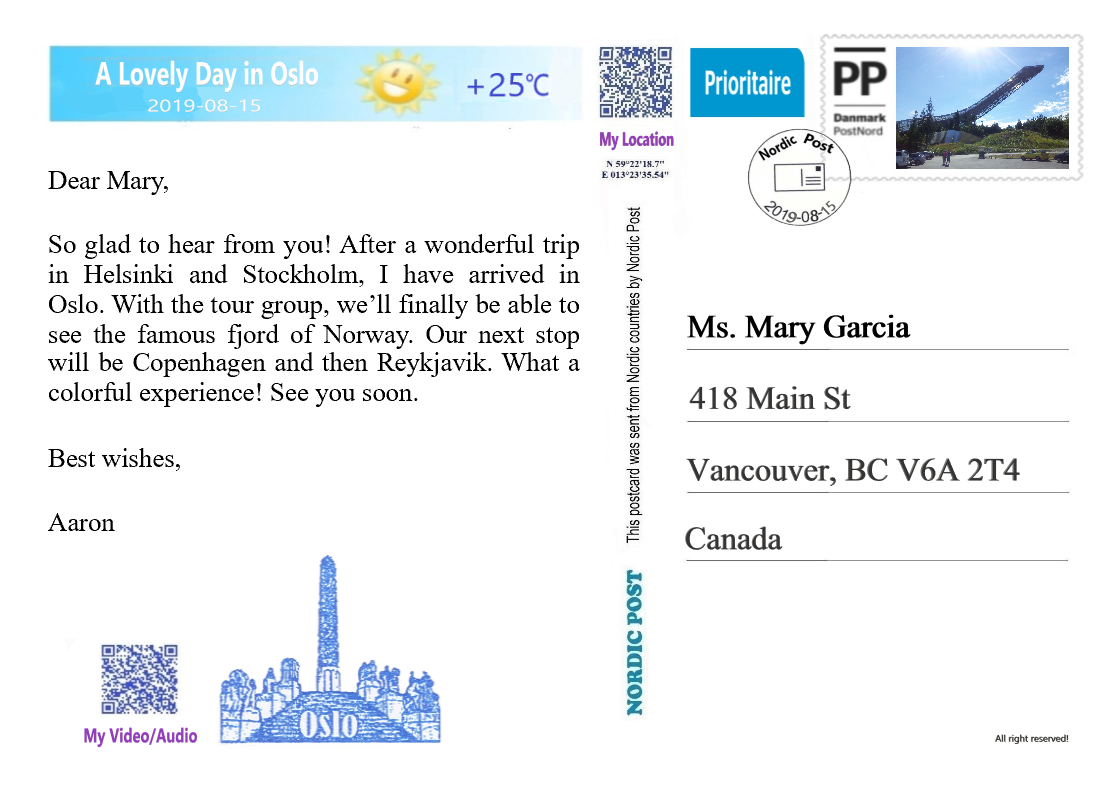 A Lovely Day in Oslo
2019-08-15
+25℃
Dear Mary,
So glad to hear from you! After a wonderful trip
in Helsinki and Stockholm, I have arrived in
Oslo. With the tour group, we’ll finally be able to
see the famous fjord of Norway. Our next stop
will be Copenhagen and then Reykjavik. What a
colorful experience! See you soon.
Best wishes,
Aaron
My Video/Audio
Oslo
My Location
N 59°22'18.7"
E 013°23'35.54"
This postcard was sent from Nordic countries by Nordic Post
NORDIC POST
Prioritaire
PP
Danmark
PostNord
Nordic Post
2019-08-15
Ms. Mary Garcia
418 Main St
Vancouver, BC V6A 2T4
Canada
All right reserved!